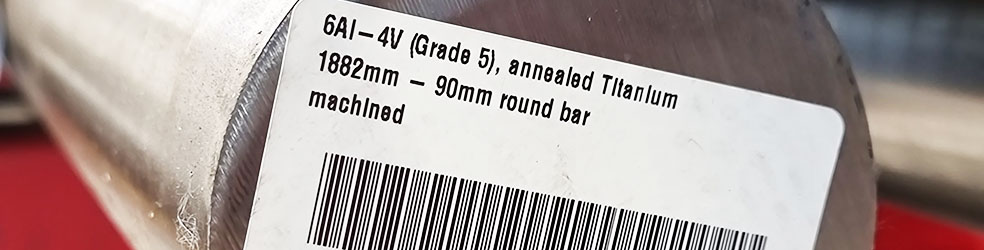 6Al–4V (Grade 5), annealed Titanium
1882mm – 90mm round bar
machined